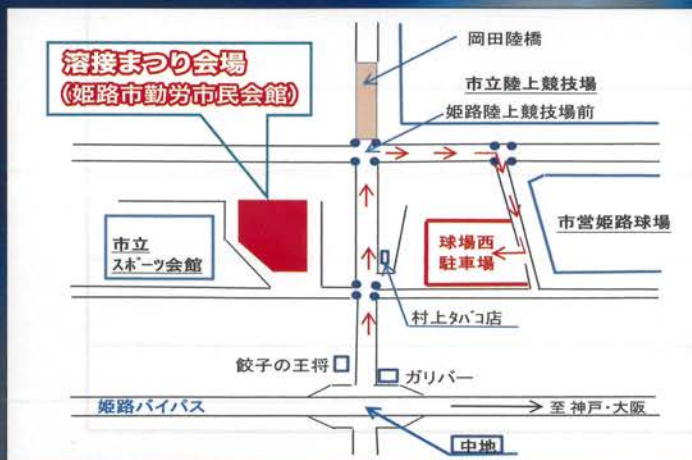 岡田陸橋
溶接まつり会場
(姫路市勤労市民会館)
市立陸上競技場
姫路陸上競技場前
市営姫路球場
市立
スポーツ会館
球場西
駐車場
村上タバコ店
餃子の王将
ガリバー
姫路バイパス
至 神戸・大阪
中地